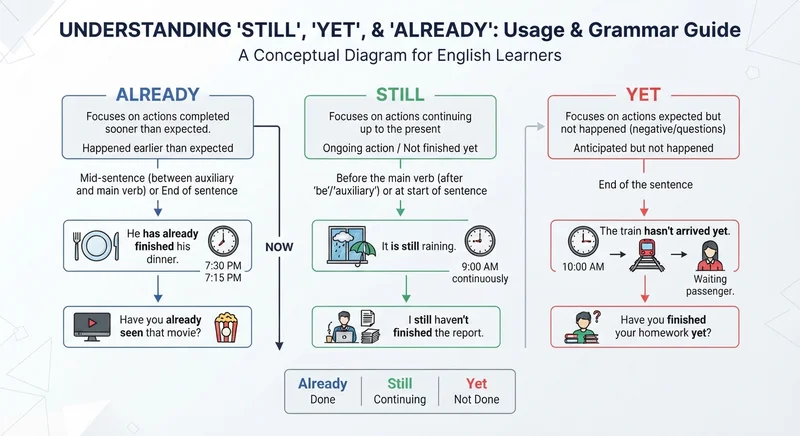 UNDERSTANDING 'STILL', 'YET', & 'ALREADY': Usage & Grammar Guide
A Conceptual Diagram for English Learners
ALREADY
Focuses on actions completed
sooner than expected.
Happened earlier than expected
Mid-sentence (between auxiliary
and main verb) or End of sentence
He has already
finished his
dinner.
7:30 PM
7:15 PM
Have you already
seen that movie?
NOW
STILL
Focuses on actions continuing
up to the present
Ongoing action / Not finished yet
Before the main verb (after
'be'/'auxiliary') or at start of sentence
It is still raining.
9:00 AM
continuously
I still haven't
finished the report.
YET
Focuses on actions expected but
not happened (negative/questions)
Anticipated but not happened
End of the sentence
The train hasn't arrived yet.
10:00 AM
Waiting
passenger.
Have you finished
your homework yet?
Already
Done
Still
Continuing
Yet
Not Done